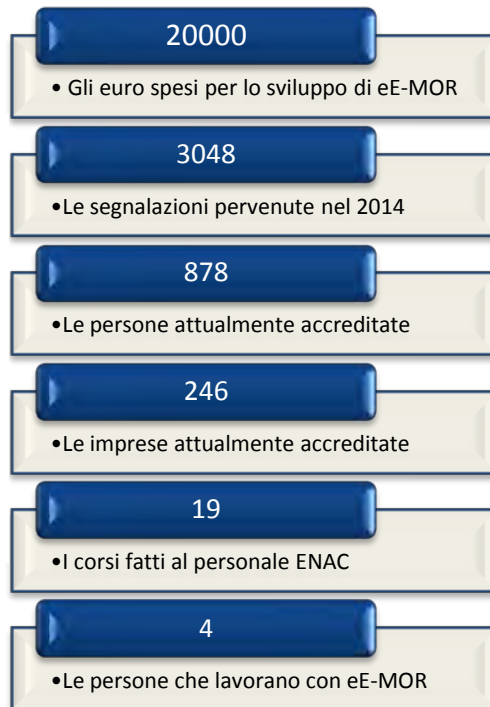 20000
• Gli euro spesi per lo sviluppo di eE-MOR
3048
•Le segnalazioni pervenute nel 2014
878
•Le persone attualmente accreditate
246
•Le imprese attualmente accreditate
19
•I corsi fatti al personale ENAC
4
•Le persone che lavorano con eE-MOR